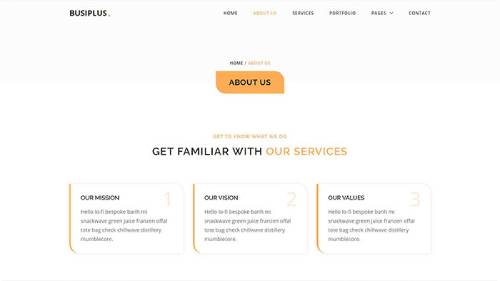 BUSIPLUS.
HOME ABOUT US SERVICES PORTFOLIO PAGES CONTACT
HOME / ABOUT US
ABOUT US
GET TO KNOW WHAT WE DO
GET FAMILIAR WITH OUR SERVICES
OUR MISSION 1
Hello lo-fi bespoke banh mi
snackwave green juice franzen offal
tote bag check chillwave distillery
mumblecore.
OUR VISION 2
Hello lo-fi bespoke banh mi
snackwave green juice franzen offal
tote bag check chillwave distillery
mumblecore.
OUR VALUES 3
Hello lo-fi bespoke banh mi
snackwave green juice franzen offal
tote bag check chillwave distillery
mumblecore.